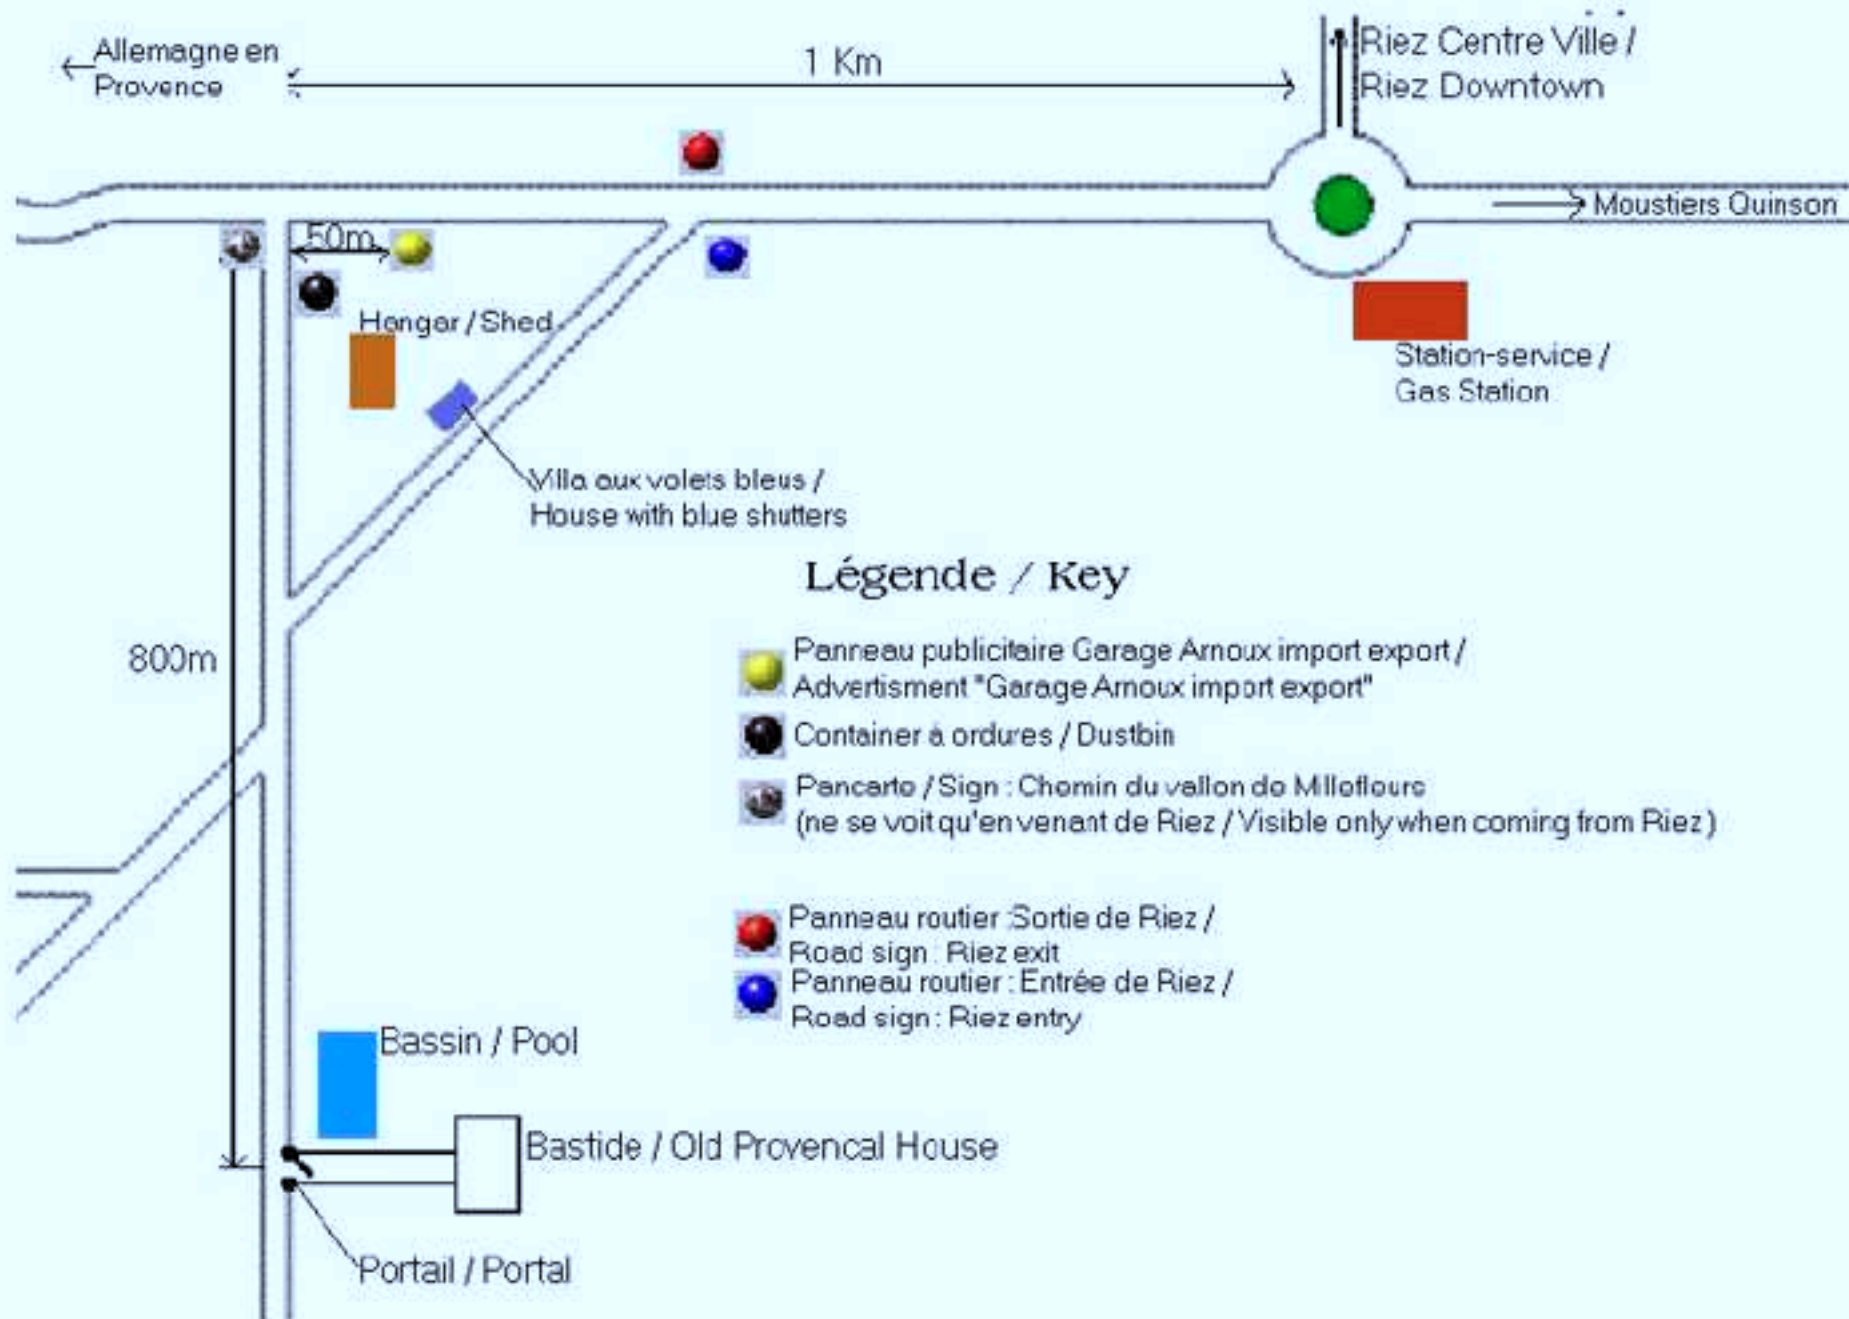 Allemagne en
Provence
1 Km
Riez Centre Ville /
Riez Downtown
Moustiers Quinson
50m
Hangar / Shed
Station-service /
Gas Station
Villa aux volets bleus /
House with blue shutters
Légende / Key
800m
Panneau publicitaire Garage Arnoux import export /
Advertisment "Garage Arnoux import export"
Container à ordures / Dustbin
Pancarte / Sign : Chemin du vallon de Millefleurs
(ne se voit qu'en venant de Riez / Visible only when coming from Riez)
Panneau routier :Sortie de Riez /
Road sign : Riez exit
Panneau routier : Entrée de Riez /
Road sign : Riez entry
Bassin / Pool
Bastide / Old Provencal House
Portail / Portal